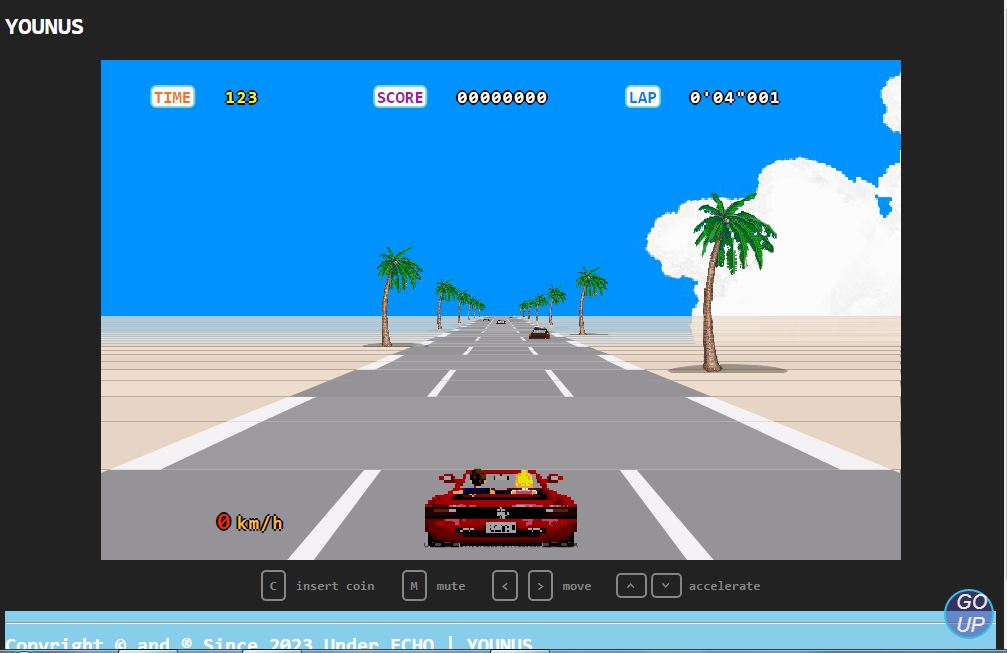 YOUNUS
TIME 123 SCORE 00000000 LAP 0'04"001
0 km/h
C insert coin M mute < > move ^ v accelerate
GO
UP
Copyright © and ® Since 2023 Under ECHO | YOUNUS